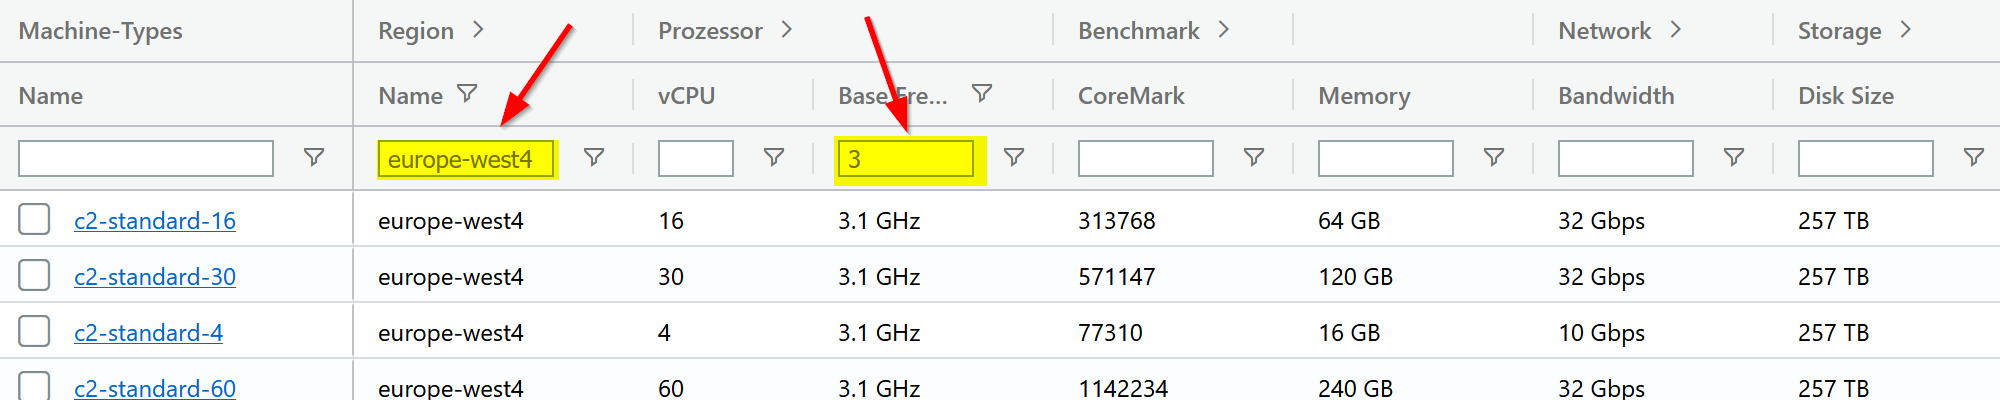 Machine-Types Region Prozessor Benchmark Network Storage
Name Name vCPU Base Fre... CoreMark Memory Bandwidth Disk Size
europe-west4 3
c2-standard-16 europe-west4 16 3.1 GHz 313768 64 GB 32 Gbps 257 TB
c2-standard-30 europe-west4 30 3.1 GHz 571147 120 GB 32 Gbps 257 TB
c2-standard-4 europe-west4 4 3.1 GHz 77310 16 GB 10 Gbps 257 TB
c2-standard-60 europe-west4 60 3.1 GHz 1142234 240 GB 32 Gbps 257 TB